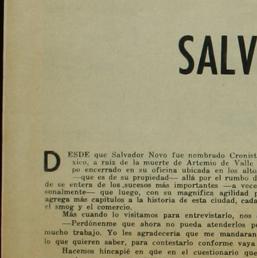 SALV
DESDE que Salvador Novo fue nombrado Cronist
xico, a raíz de la muerte de Artemio de Valle
po encerrado en su oficina ubicada en los alto
—que es de su propiedad— allá por el rumbo d
de se entera de los sucesos más importantes —a vece
sonalmente— que luego, con su magnífica agilidad p
agrega más capítulos a la historia de esta ciudad, cada
el smog y el comercio.
Más cuando lo visitamos para entrevistarlo, nos
—Perdónenme que ahora no pueda atenderlos po
mucho trabajo. Yo les agradecería que me mandaran
lo que quieren saber, para contestarlo conforme vaya
Hacemos hincapié en que en el cuestionario que